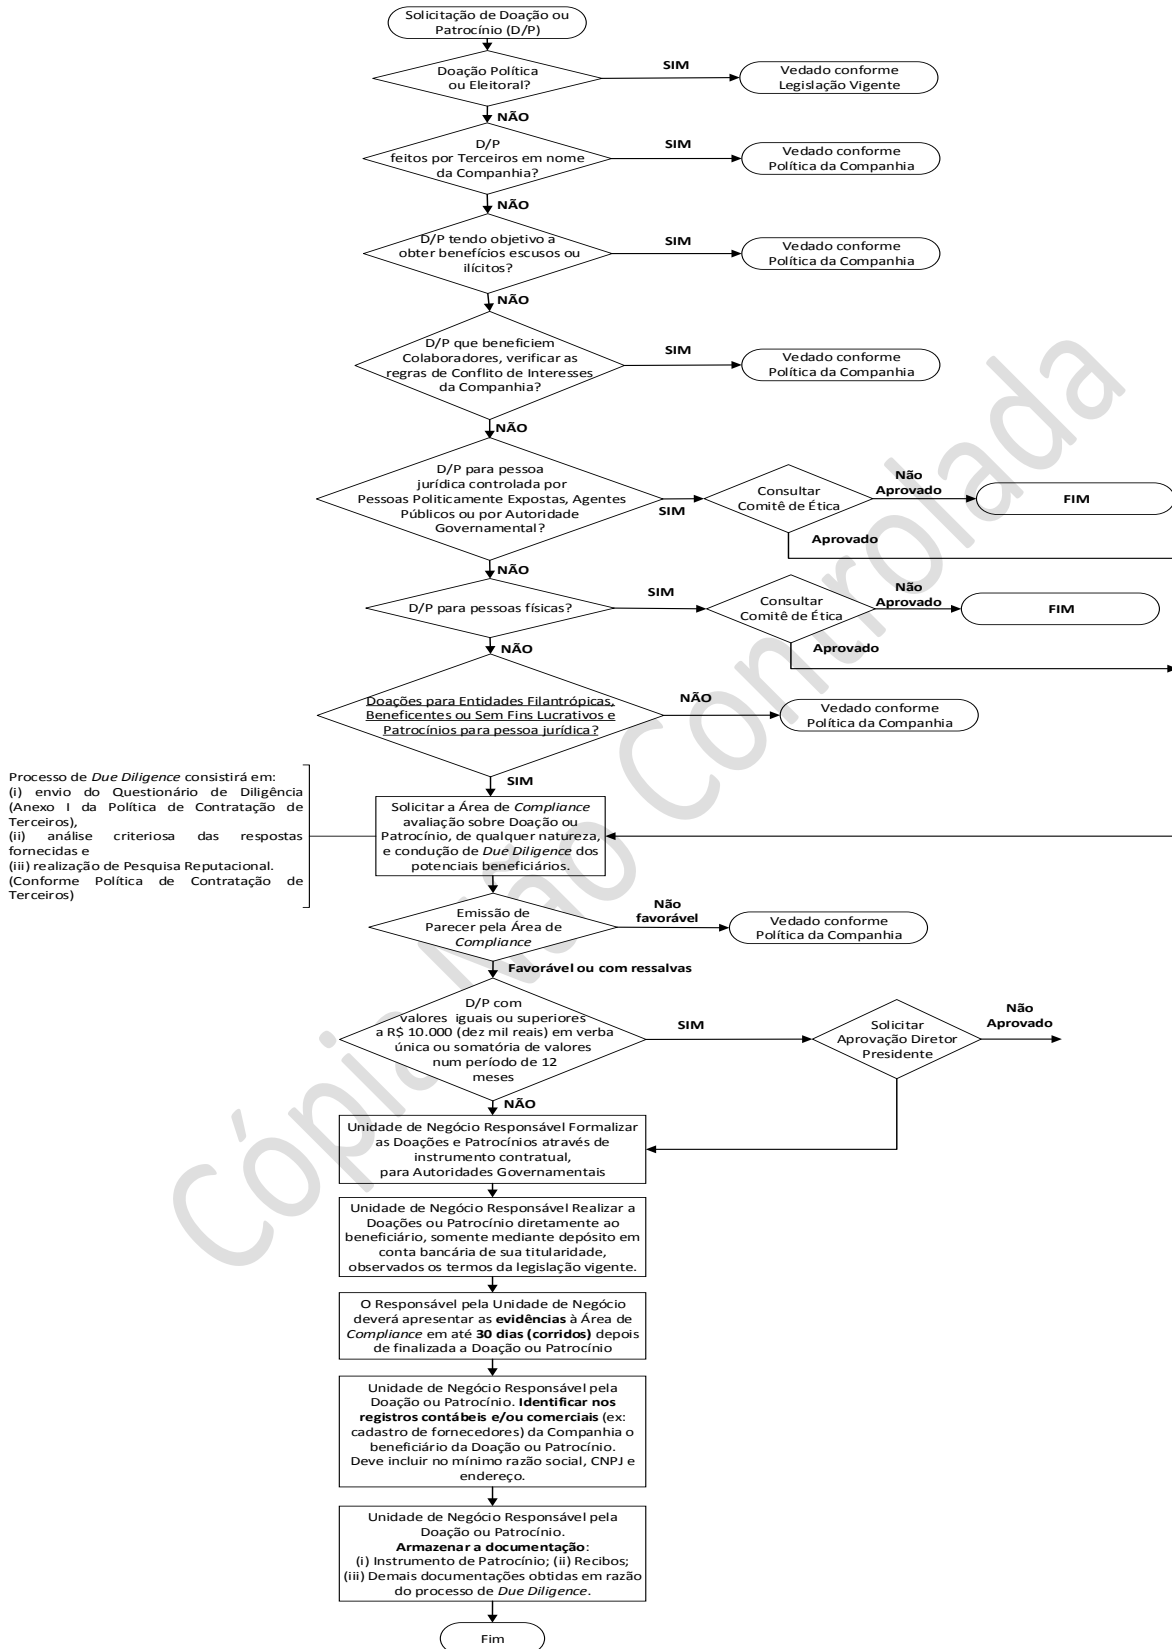 Solicitação de Doação ou
Patrocínio (D/P)
Doação Política
ou Eleitoral?
SIM
Vedado conforme
Legislação Vigente
NÃO
D/P
feitos por Terceiros em nome
da Companhia?
SIM
Vedado conforme
Política da Companhia
NÃO
D/P tendo objetivo a
obter benefícios escusos ou
ilícitos?
SIM
Vedado conforme
Política da Companhia
NÃO
D/P que beneficiem
Colaboradores, verificar as
regras de Conflito de Interesses
da Companhia?
SIM
Vedado conforme
Política da Companhia
NÃO
D/P para pessoa
jurídica controlada por
Pessoas Politicamente Expostas, Agentes
Públicos ou por Autoridade
Governamental?
SIM
Consultar
Comitê de Ética
Não
Aprovado
FIM
Aprovado
NÃO
D/P para pessoas físicas?
SIM
Consultar
Comitê de Ética
Não
Aprovado
FIM
Aprovado
NÃO
Doações para Entidades Filantrópicas,
Beneficentes ou Sem Fins Lucrativos e
Patrocínios para pessoa jurídica?
NÃO
Vedado conforme
Política da Companhia
SIM
Processo de Due Diligence consistirá em:
(i) envio do Questionário de Diligência
(Anexo I da Política de Contratação de
Terceiros),
(ii) análise criteriosa das respostas
fornecidas e
(iii) realização de Pesquisa Reputacional.
(Conforme Política de Contratação de
Terceiros)
Solicitar a Área de Compliance
avaliação sobre Doação ou
Patrocínio, de qualquer natureza,
e condução de Due Diligence dos
potenciais beneficiários.
Emissão de
Parecer pela Área de
Compliance
Não
favorável
Vedado conforme
Política da Companhia
Favorável ou com ressalvas
D/P com
valores iguais ou superiores
a R$ 10.000 (dez mil reais) em verba
única ou somatória de valores
num período de 12
meses
SIM
Solicitar
Aprovação Diretor
Presidente
Não
Aprovado
NÃO
Unidade de Negócio Responsável Formalizar
as Doações e Patrocínios através de
instrumento contratual,
para Autoridades Governamentais
Unidade de Negócio Responsável Realizar a
Doações ou Patrocínio diretamente ao
beneficiário, somente mediante depósito em
conta bancária de sua titularidade,
observados os termos da legislação vigente.
O Responsável pela Unidade de Negócio
deverá apresentar as evidências à Área de
Compliance em até 30 dias (corridos) depois
de finalizada a Doação ou Patrocínio
Unidade de Negócio Responsável pela
Doação ou Patrocínio. Identificar nos
registros contábeis e/ou comerciais (ex:
cadastro de fornecedores) da Companhia o
beneficiário da Doação ou Patrocínio.
Deve incluir no mínimo razão social, CNPJ e
endereço.
Unidade de Negócio Responsável pela
Doação ou Patrocínio.
Armazenar a documentação:
(i) Instrumento de Patrocínio; (ii) Recibos;
(iii) Demais documentações obtidas em razão
do processo de Due Diligence.
Fim
Cópia Não Controlada